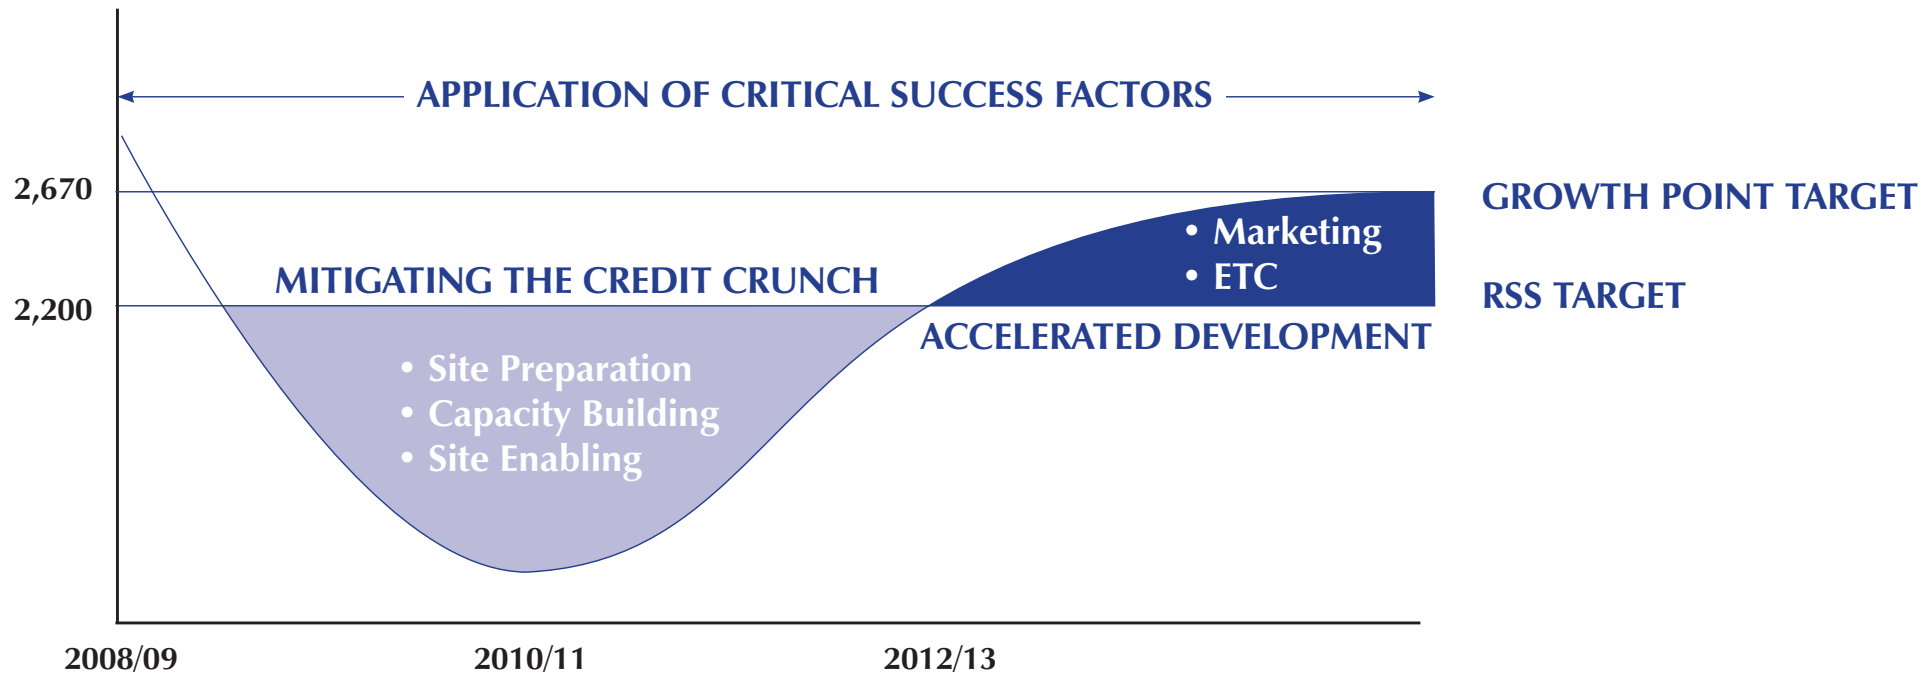 APPLICATION OF CRITICAL SUCCESS FACTORS
2,670
GROWTH POINT TARGET
• Marketing
• ETC
MITIGATING THE CREDIT CRUNCH
2,200
RSS TARGET
ACCELERATED DEVELOPMENT
• Site Preparation
• Capacity Building
• Site Enabling
2008/09
2010/11
2012/13